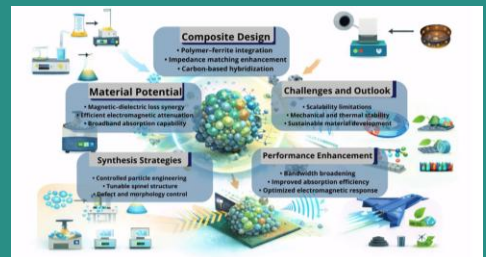 Composite Design
• Polymer-ferrite integration
• Impedance matching enhancement
• Carbon-based hybridization
Material Potential
• Magnetic-dielectric loss synergy
• Efficient electromagnetic attenuation
• Broadband absorption capability
Challenges and Outlook
• Scalability limitations
• Mechanical and thermal stability
• Sustainable material development
Synthesis Strategies
• Controlled particle engineering
• Tunable spinel structure
• Defect and morphology control
Performance Enhancement
• Bandwidth broadening
• Improved absorption efficiency
• Optimized electromagnetic response